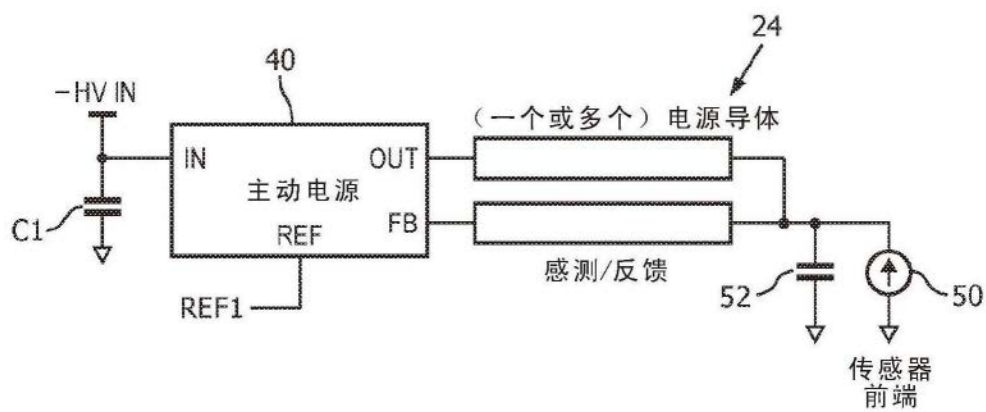 24
40
-HV IN
（一个或多个）电源导体
IN
OUT
主动电源
C1
FB
REF
感测/反馈
52
50
REF1
传感器
前端